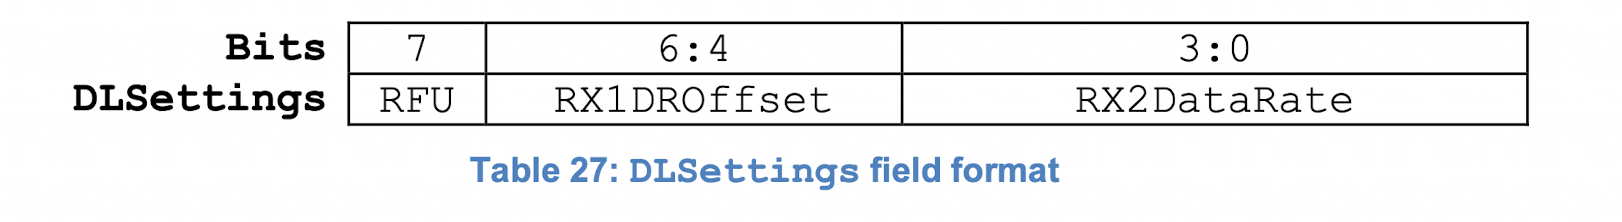 Bits 7 6:4 3:0
DLSettings RFU RX1DROffset RX2DataRate
Table 27: DLSettings field format